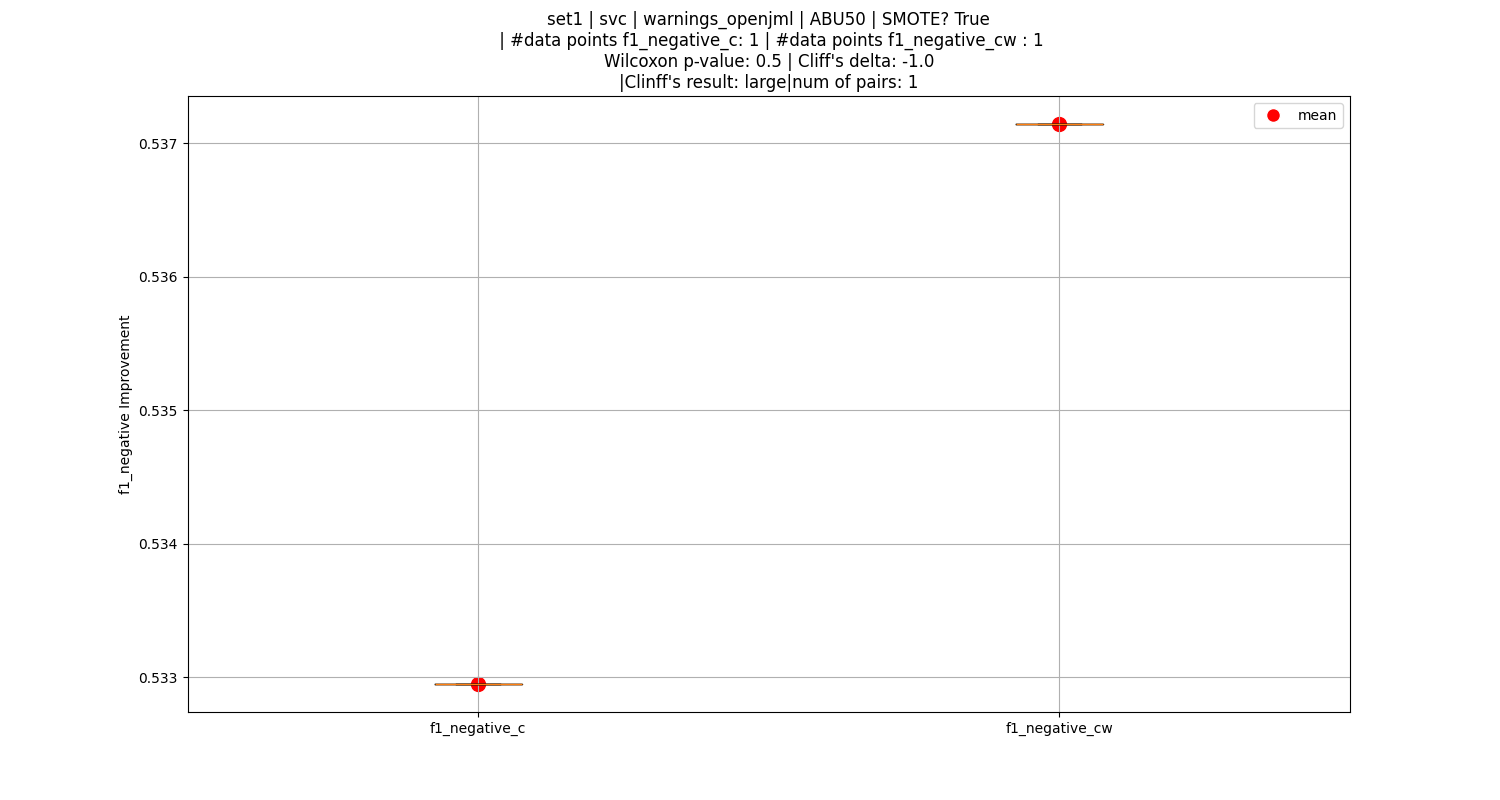 set1 | svc | warnings_openjml | ABU50 | SMOTE? True
| #data points f1_negative_c: 1 | #data points f1_negative_cw : 1
Wilcoxon p-value: 0.5 | Cliff's delta: -1.0
|Clinff's result: large|num of pairs: 1
mean
0.537
0.536
0.535
0.534
0.533
f1_negative Improvement
f1_negative_c
f1_negative_cw